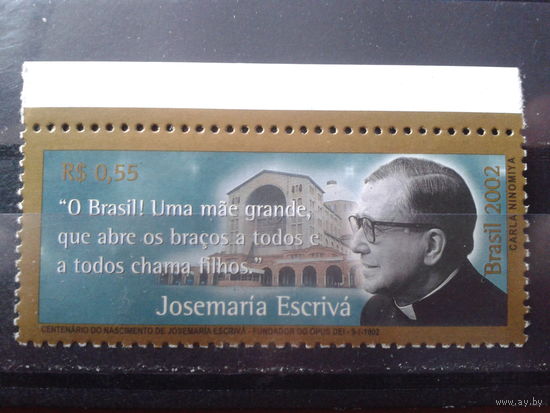 R$ 0,55
“O Brasil! Uma mãe grande,
que abre os braços a todos e
a todos chama filhos.”
Josemaría Escrivá
CENTENÁRIO DO NASCIMENTO DE JOSEMARÍA ESCRIVÁ - FUNDADOR DO OPUS DEI - 9-1-1902
Brasil 2002
CARLA NINOMIYA
www.ay.by